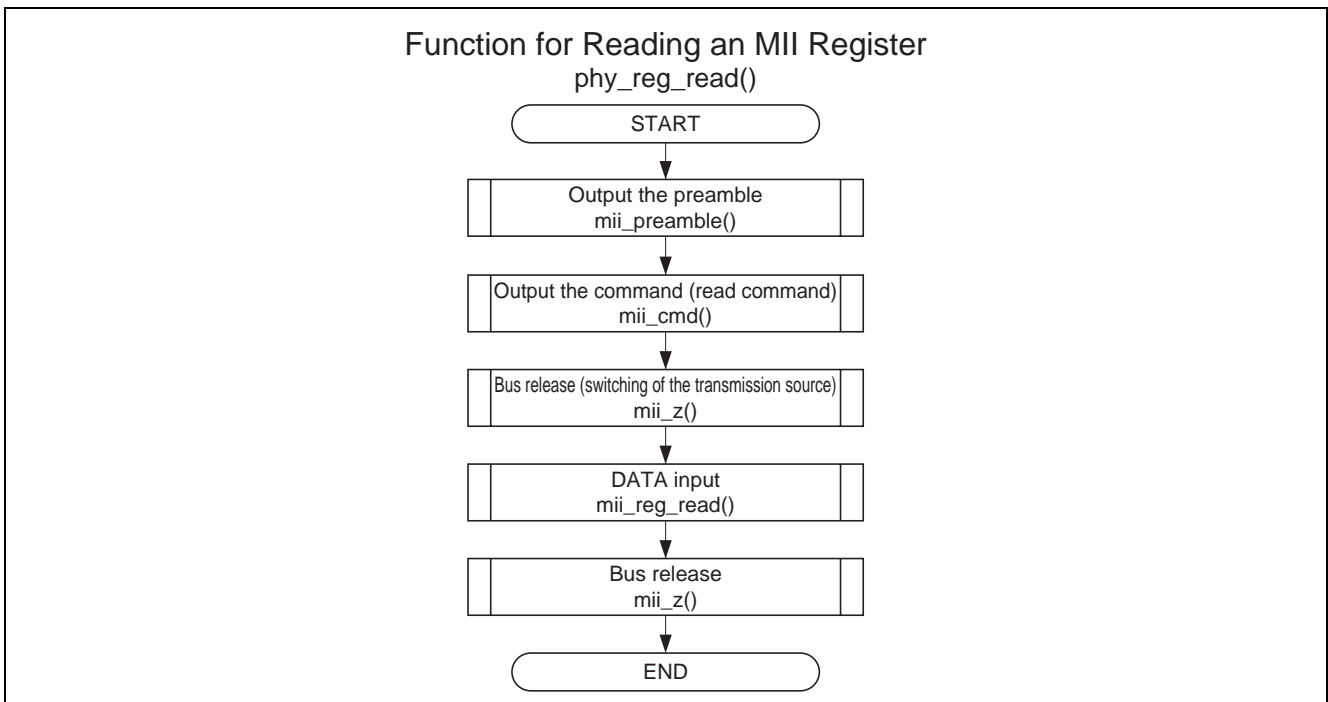 Function for Reading an MII Register
phy_reg_read()
START
Output the preamble
mii_preamble()
Output the command (read command)
mii_cmd()
Bus release (switching of the transmission source)
mii_z()
DATA input
mii_reg_read()
Bus release
mii_z()
END